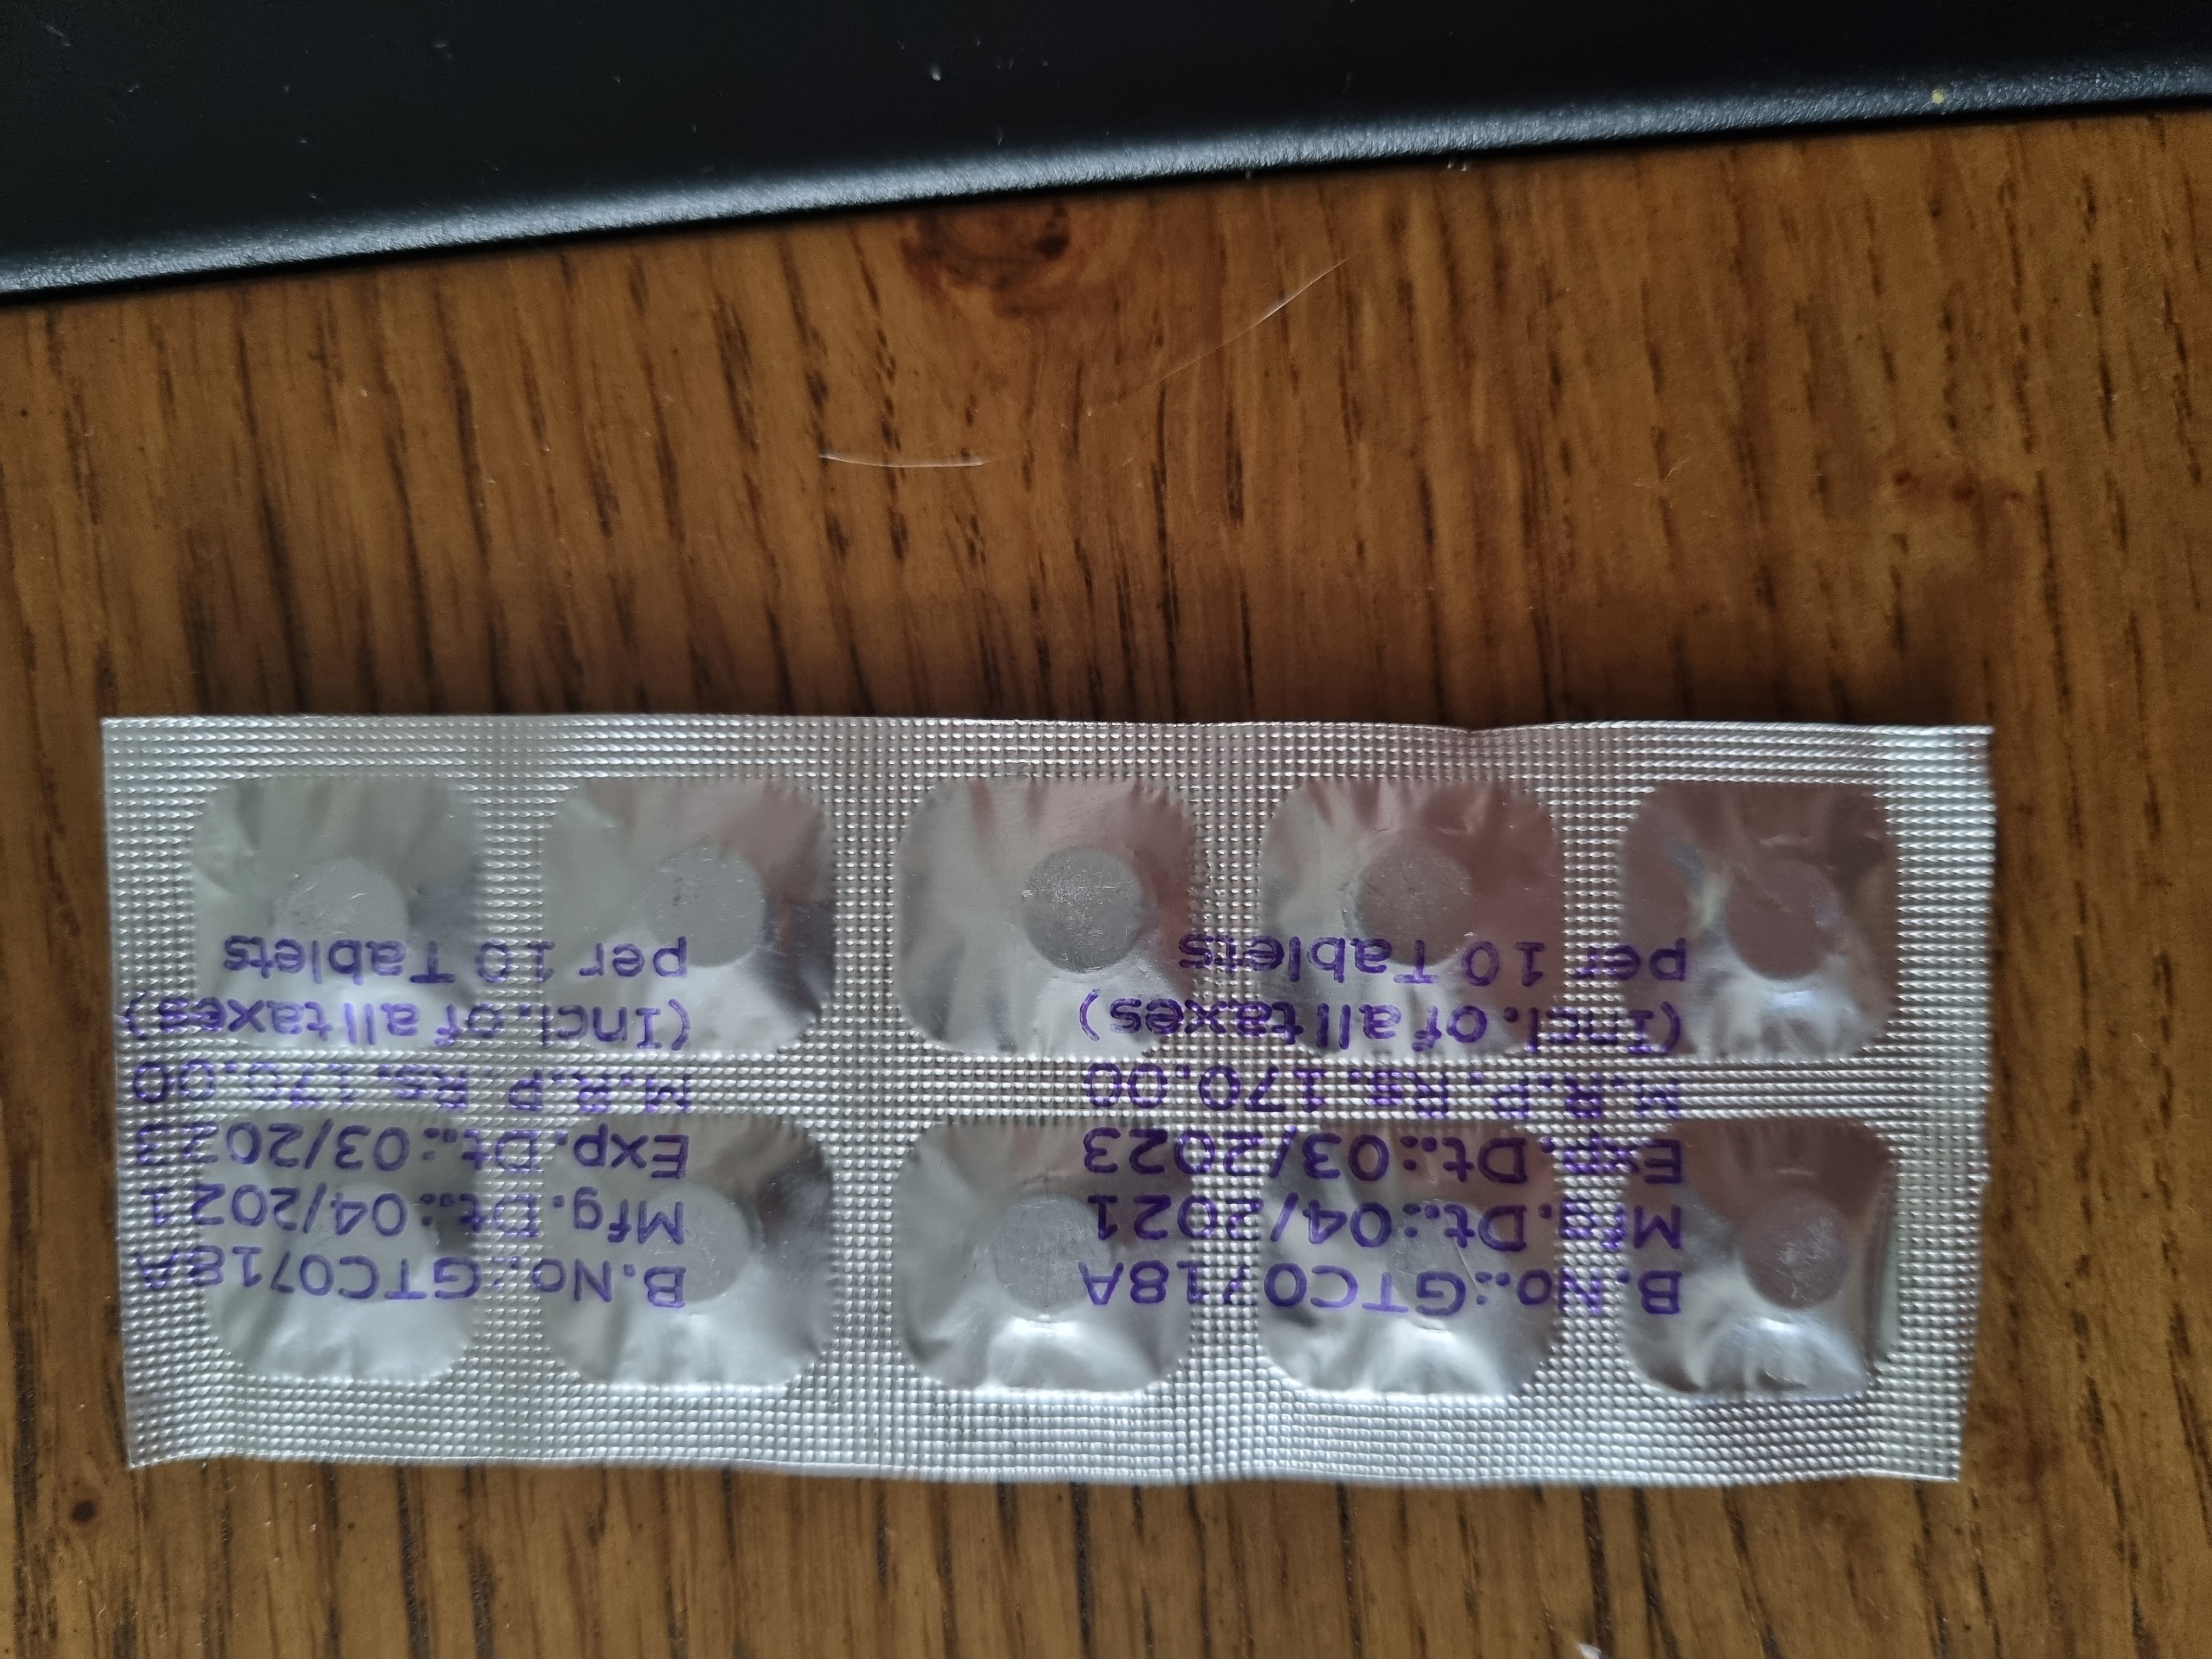 B.No.:GTC0718A
Mfg.Dt.:04/2021
Exp.Dt.:03/2023
M.R.P. Rs.170.00
(Incl.of all taxes)
per 10 Tablets
B.No.:GTC0718A
Mfg.Dt.:04/2021
Exp.Dt.:03/2023
M.R.P. Rs.170.00
(Incl.of all taxes)
per 10 Tablets